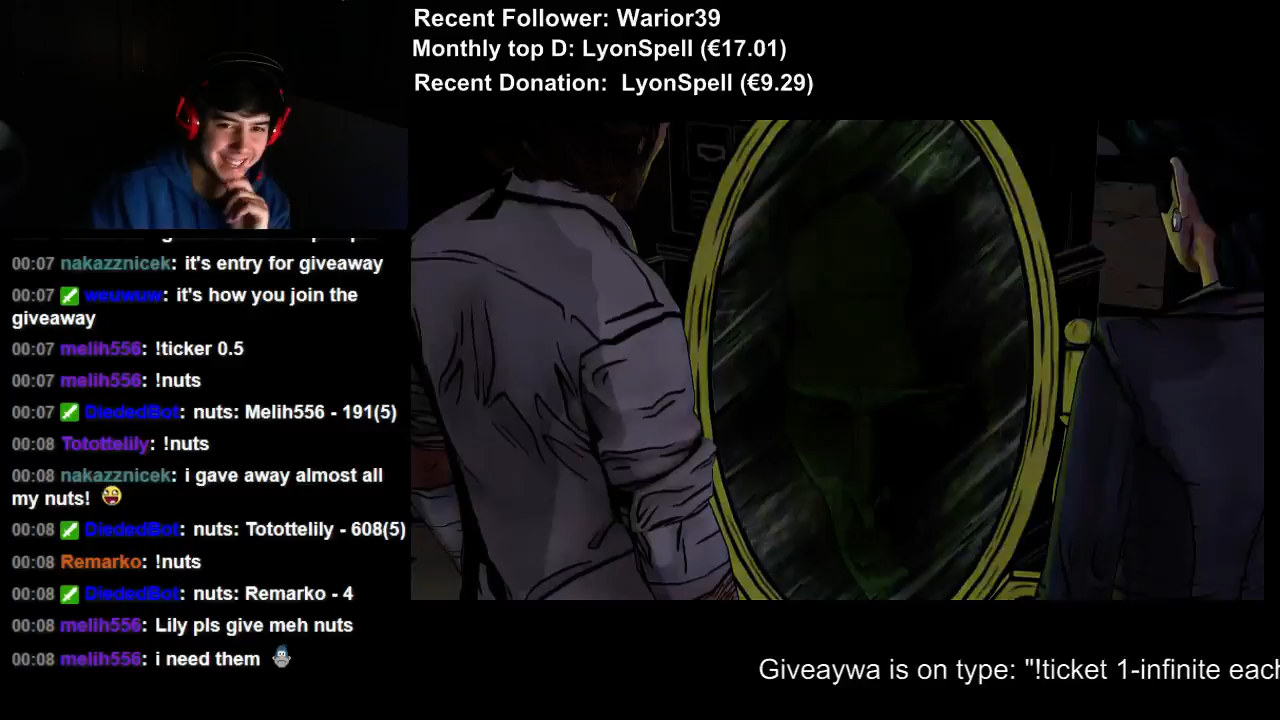 Recent Follower: Warior39
Monthly top D: LyonSpell (€17.01)
Recent Donation: LyonSpell (€9.29)
00:07 nakazznicek: it's entry for giveaway
00:07 weuwuw: it's how you join the
giveaway
00:07 melih556: !ticker 0.5
00:07 melih556: !nuts
00:07 DiededBot: nuts: Melih556 - 191(5)
00:08 Totottelily: !nuts
00:08 nakazznicek: i gave away almost all
my nuts!
00:08 DiededBot: nuts: Totottelily - 608(5)
00:08 Remarko: !nuts
00:08 DiededBot: nuts: Remarko - 4
00:08 melih556: Lily pls give meh nuts
00:08 melih556: i need them
Giveaywa is on type: "!ticket 1-infinite each